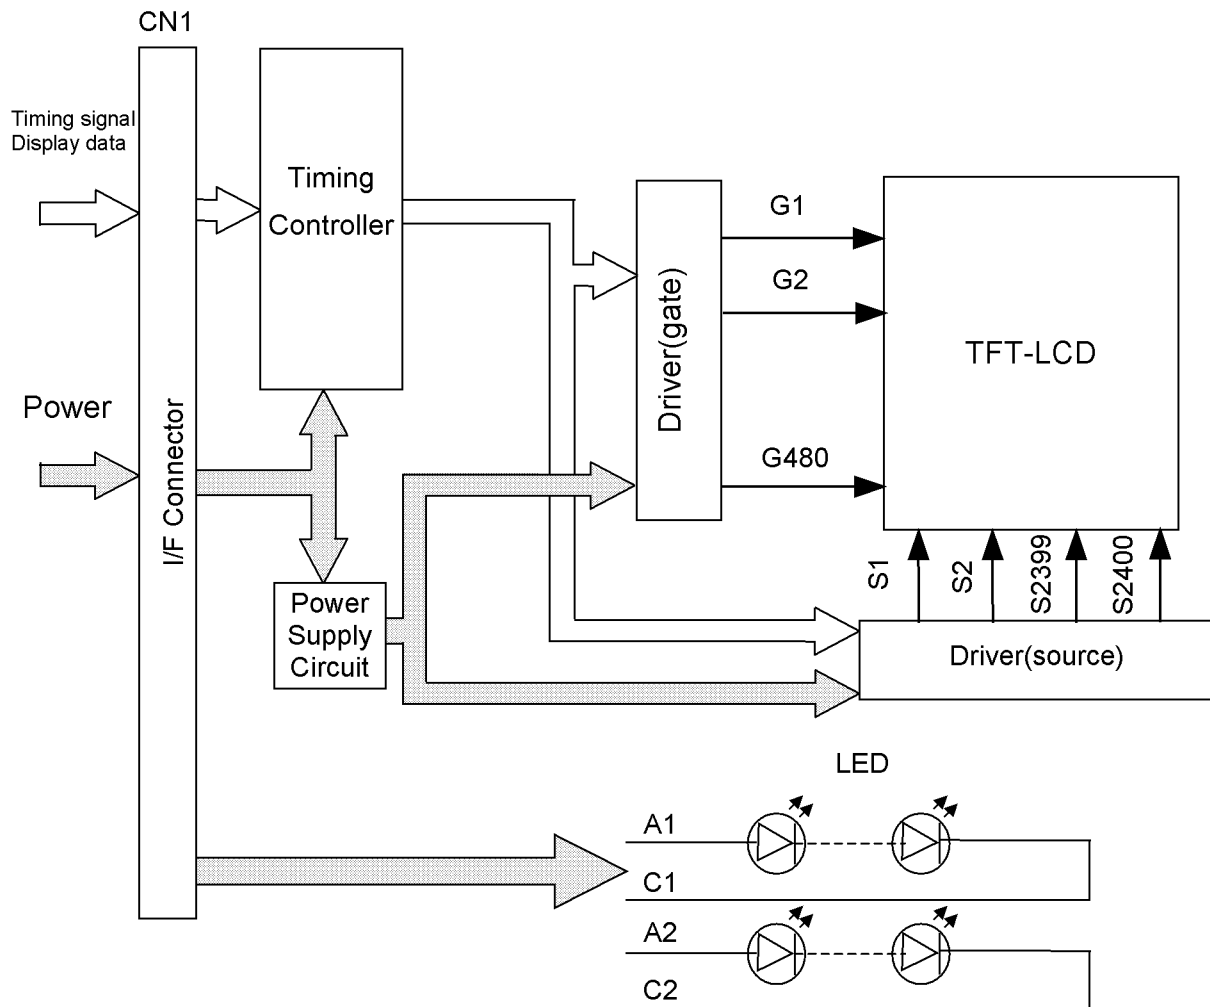 CN1
Timing signal
Display data
Timing
Controller
Power
I/F Connector
Driver(gate)
G1
G2
G480
TFT-LCD
S1
S2
S2399
S2400
Power
Supply
Circuit
Driver(source)
LED
A1
C1
A2
C2